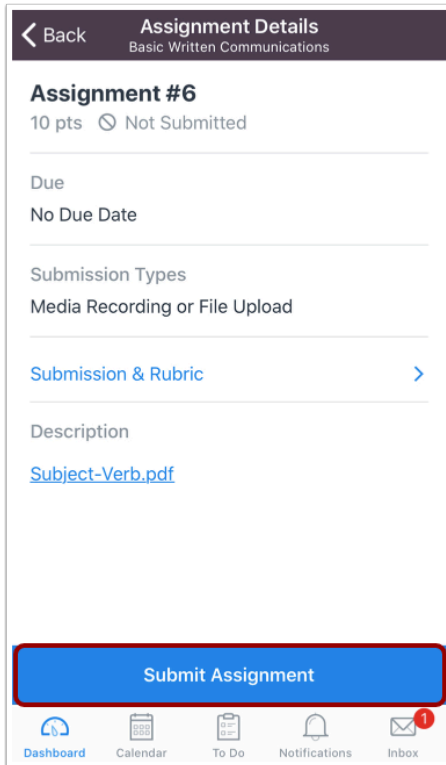 Back
Assignment Details
Basic Written Communications
Assignment #6
10 pts Not Submitted
Due
No Due Date
Submission Types
Media Recording or File Upload
Submission & Rubric
Description
Subject-Verb.pdf
Submit Assignment
1
Dashboard Calendar To Do Notifications Inbox